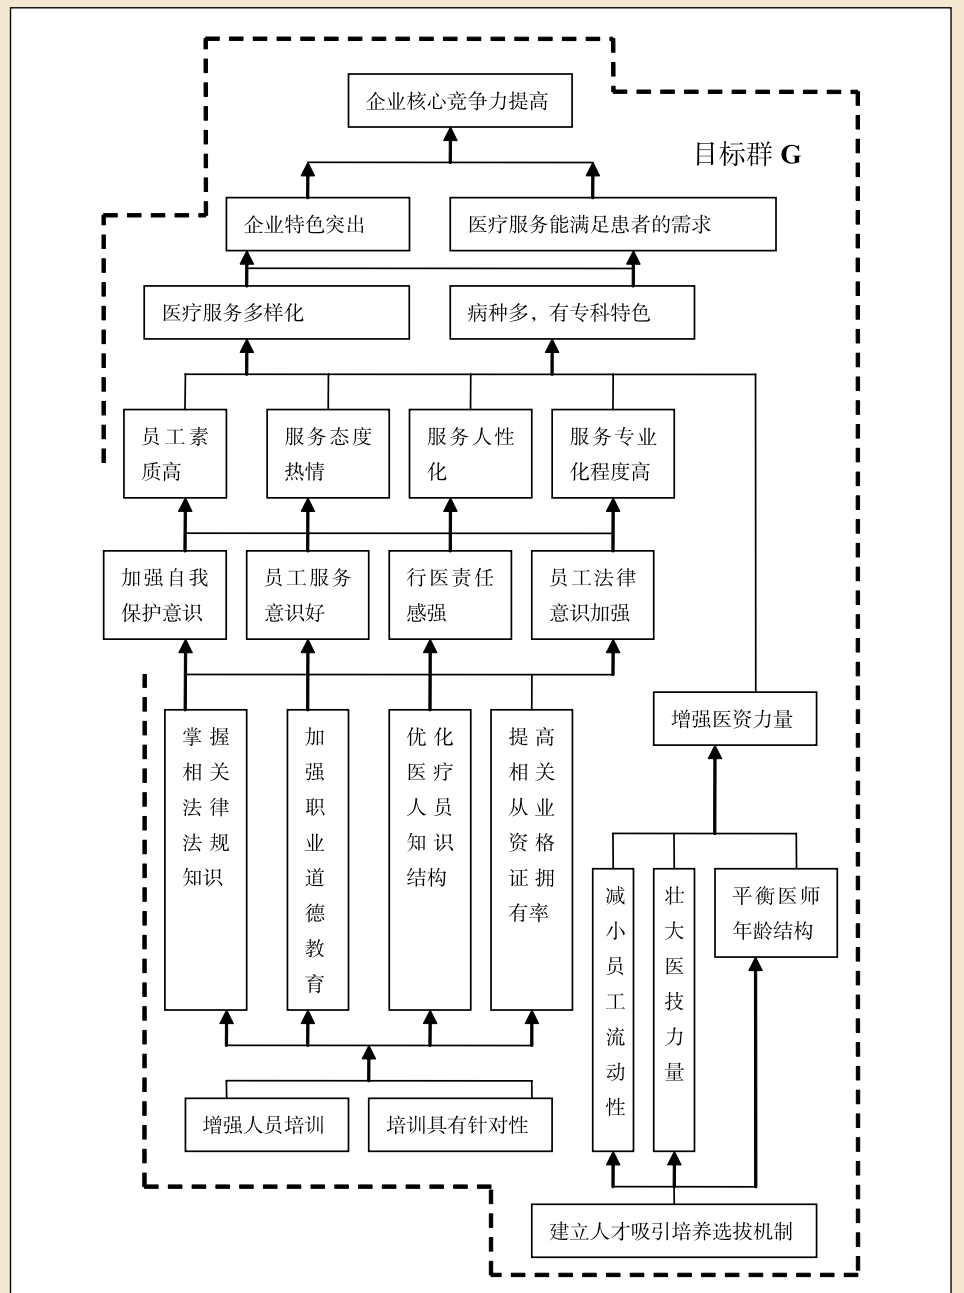 企业核心竞争力提高
目标群 G
企业特色突出
医疗服务能满足患者的需求
医疗服务多样化
病种多，有专科特色
员工素
质高
服务态度
热情
服务人性
化
服务专业
化程度高
加强自我
保护意识
员工服务
意识好
行医责任
感强
员工法律
意识加强
增强医资力量
掌握
相关
法律
法规
知识
加
强
职
业
道
德
教
育
优化
医疗
人员
知识
结构
提高
相关
从业
资格
证拥
有率
减
小
员
工
流
动
性
壮
大
医
技
力
量
平衡医师
年龄结构
增强人员培训
培训具有针对性
建立人才吸引培养选拔机制